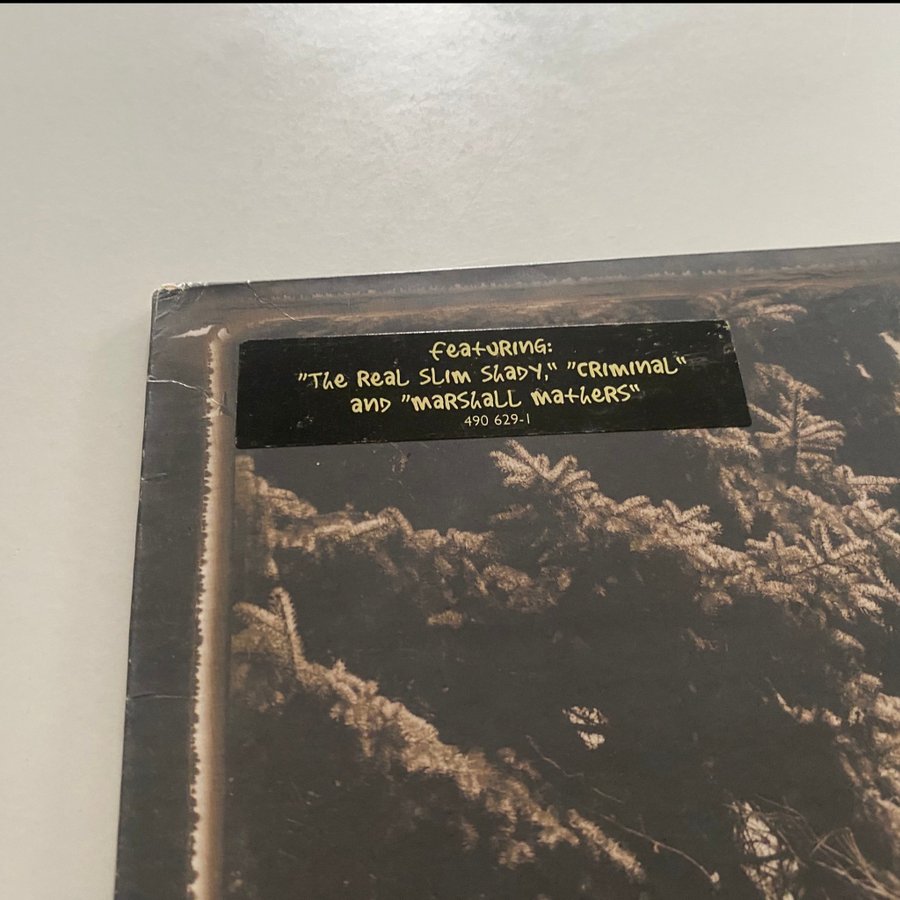 featURING:
"The Real Slim Shady," "Criminal"
and "Marshall Mathers"
490 629-1